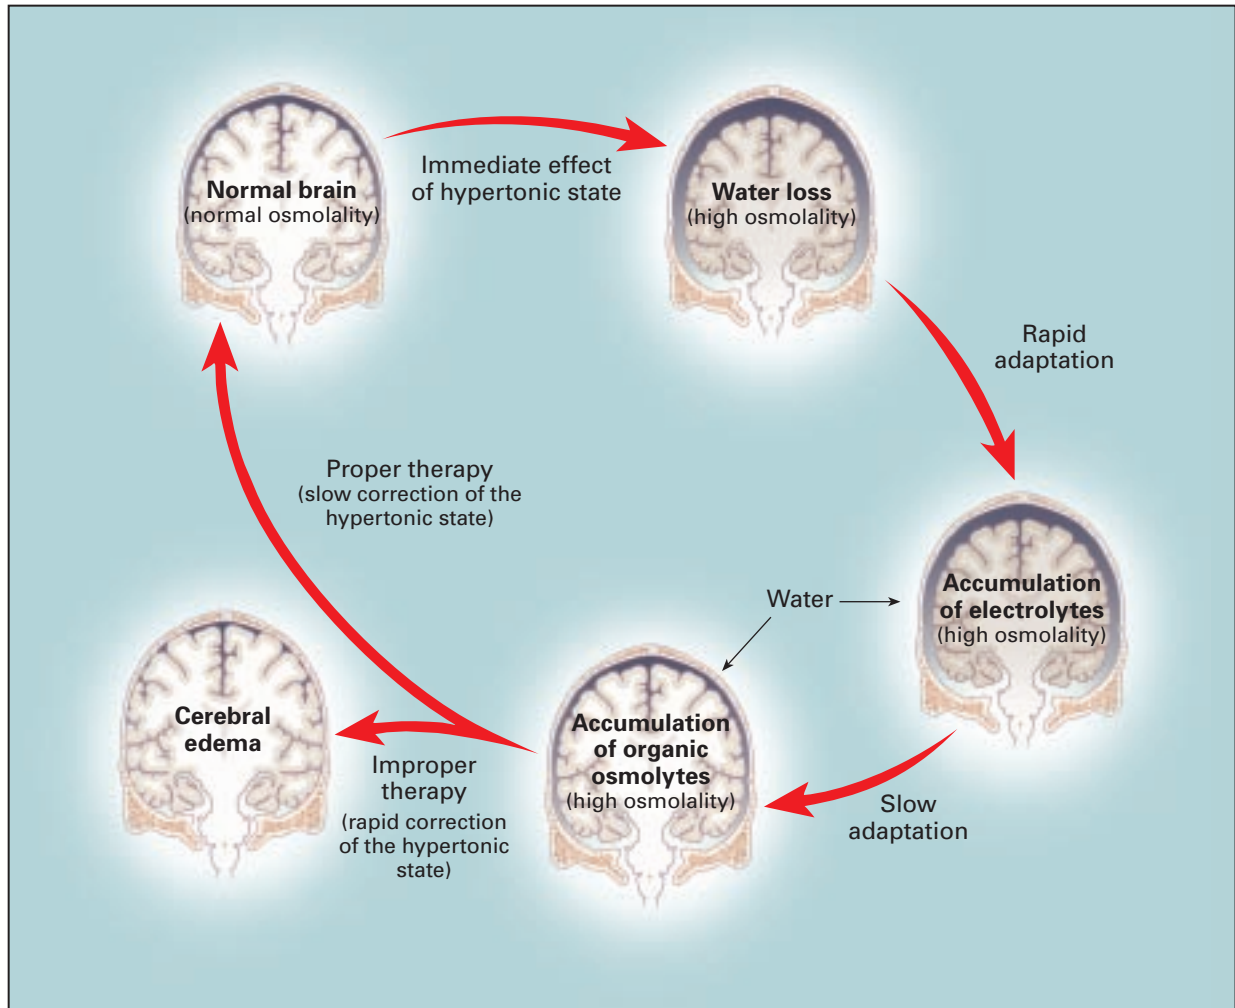 Normal brain
(normal osmolality)
Immediate effect
of hypertonic state
Water loss
(high osmolality)
Rapid
adaptation
Accumulation
of electrolytes
(high osmolality)
Water
Slow
adaptation
Accumulation
of organic
osmolytes
(high osmolality)
Proper therapy
(slow correction of the
hypertonic state)
Improper
therapy
(rapid correction
of the hypertonic
state)
Cerebral
edema